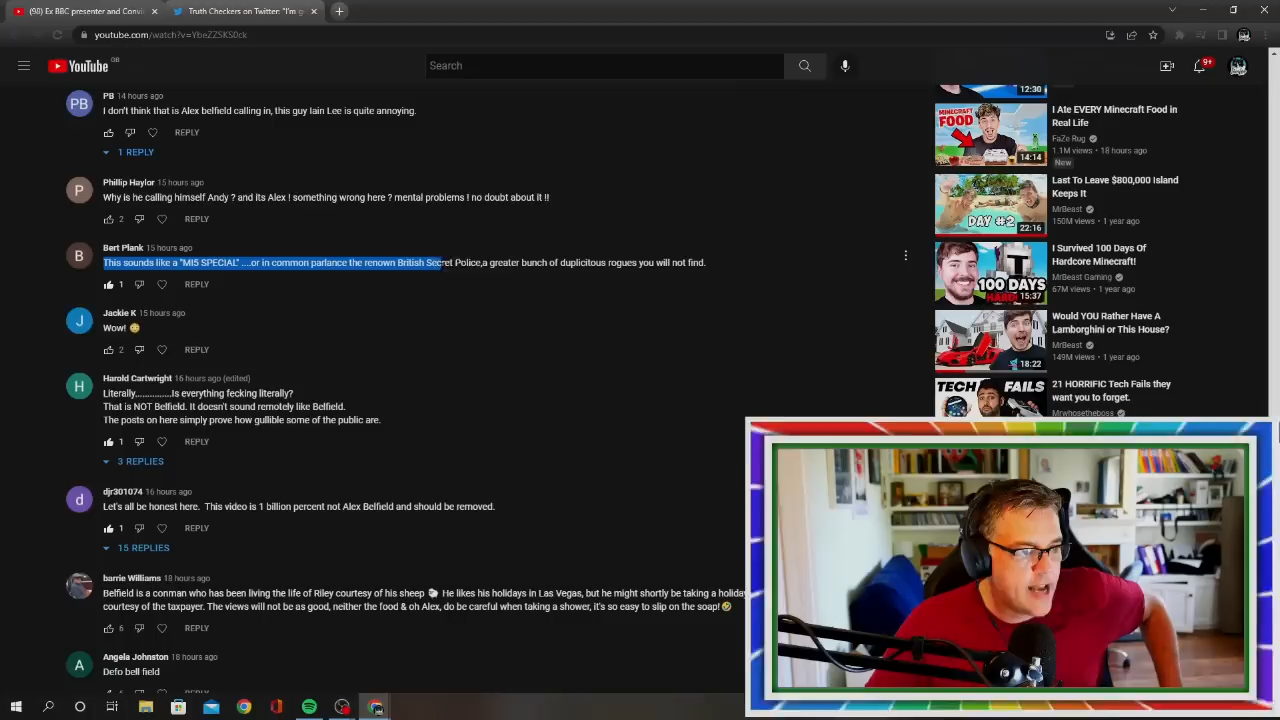 (98) Ex BBC presenter and Convi
Truth Checkers on Twitter "I'm g
youtube.com/watch?v=YbeZZSKS0ck
YouTube GB
Search
9+
PB 14 hours ago
I don't think that is Alex belfield calling in, this guy Iain Lee is quite annoying.
REPLY
1 REPLY
Phillip Haylor 15 hours ago
Why is he calling himself Andy ? and its Alex ! something wrong here ? mental problems ! no doubt about it !!
2 REPLY
Bert Plank 15 hours ago
This sounds like a "MI5 SPECIAL" ....or in common parlance the renown British Secret Police,a greater bunch of duplicitous rogues you will not find.
1 REPLY
Jackie K 15 hours ago
Wow! 😳
2 REPLY
Harold Cartwright 16 hours ago (edited)
Literally...............Is everything fecking literally?
That is NOT Belfield. It doesn't sound remotely like Belfield.
The posts on here simply prove how gullible some of the public are.
1 REPLY
3 REPLIES
djr301074 16 hours ago
Let's all be honest here. This video is 1 billion percent not Alex Belfield and should be removed.
1 REPLY
15 REPLIES
barrie Williams 18 hours ago
Belfield is a conman who has been living the life of Riley courtesy of his sheep 🐑 He likes his holidays in Las Vegas, but he might shortly be taking a holiday
courtesy of the taxpayer. The views will not be as good, neither the food & oh Alex, do be careful when taking a shower, it's so easy to slip on the soap!🤣
6 REPLY
Angela Johnston 18 hours ago
Defo bell field
REPLY
12:30
MINECRAFT
FOOD
14:14
I Ate EVERY Minecraft Food in
Real Life
FaZe Rug
1.1M views • 18 hours ago
New
DAY #2
22:16
Last To Leave $800,000 Island
Keeps It
MrBeast
150M views • 1 year ago
100 DAYS
HARD
15:37
I Survived 100 Days Of
Hardcore Minecraft!
MrBeast Gaming
67M views • 1 year ago
18:22
Would YOU Rather Have A
Lamborghini or This House?
MrBeast
149M views • 1 year ago
TECH FAILS
21 HORRIFIC Tech Fails they
want you to forget.
Mrwhosetheboss